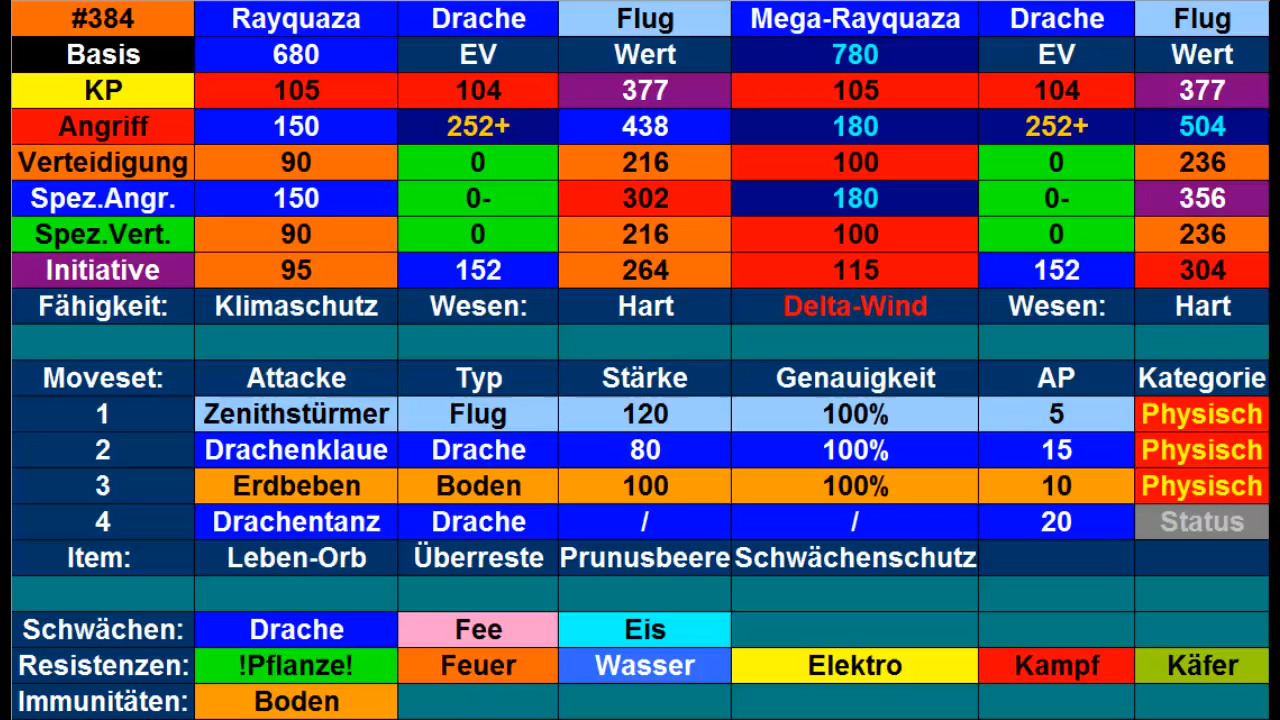 #384 Rayquaza Drache Flug Mega-Rayquaza Drache Flug
Basis 680 EV Wert 780 EV Wert
KP 105 104 377 105 104 377
Angriff 150 252+ 438 180 252+ 504
Verteidigung 90 0 216 100 0 236
Spez.Angr. 150 0- 302 180 0- 356
Spez.Vert. 90 0 216 100 0 236
Initiative 95 152 264 115 152 304
Fähigkeit: Klimaschutz Wesen: Hart Delta-Wind Wesen: Hart
Moveset: Attacke Typ Stärke Genauigkeit AP Kategorie
1 Zenithstürmer Flug 120 100% 5 Physisch
2 Drachenklaue Drache 80 100% 15 Physisch
3 Erdbeben Boden 100 100% 10 Physisch
4 Drachentanz Drache / / 20 Status
Item: Leben-Orb Überreste Prunusbeere Schwächenschutz
Schwächen: Drache Fee Eis
Resistenzen: !Pflanze! Feuer Wasser Elektro Kampf Käfer
Immunitäten: Boden